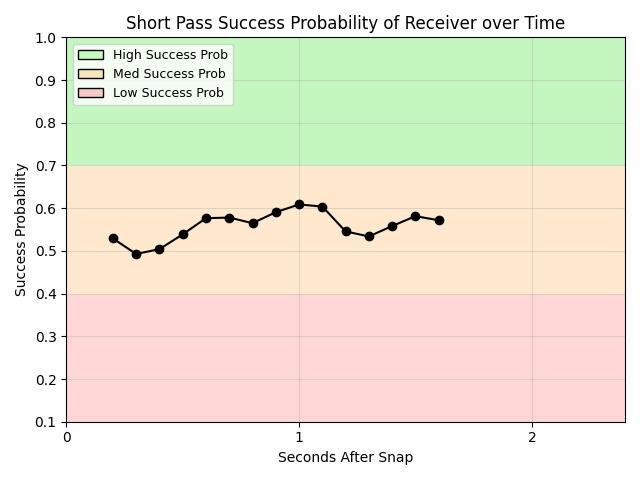 Short Pass Success Probability of Receiver over Time
High Success Prob
Med Success Prob
Low Success Prob
Success Probability
1.0
0.9
0.8
0.7
0.6
0.5
0.4
0.3
0.2
0.1
0 1 2
Seconds After Snap